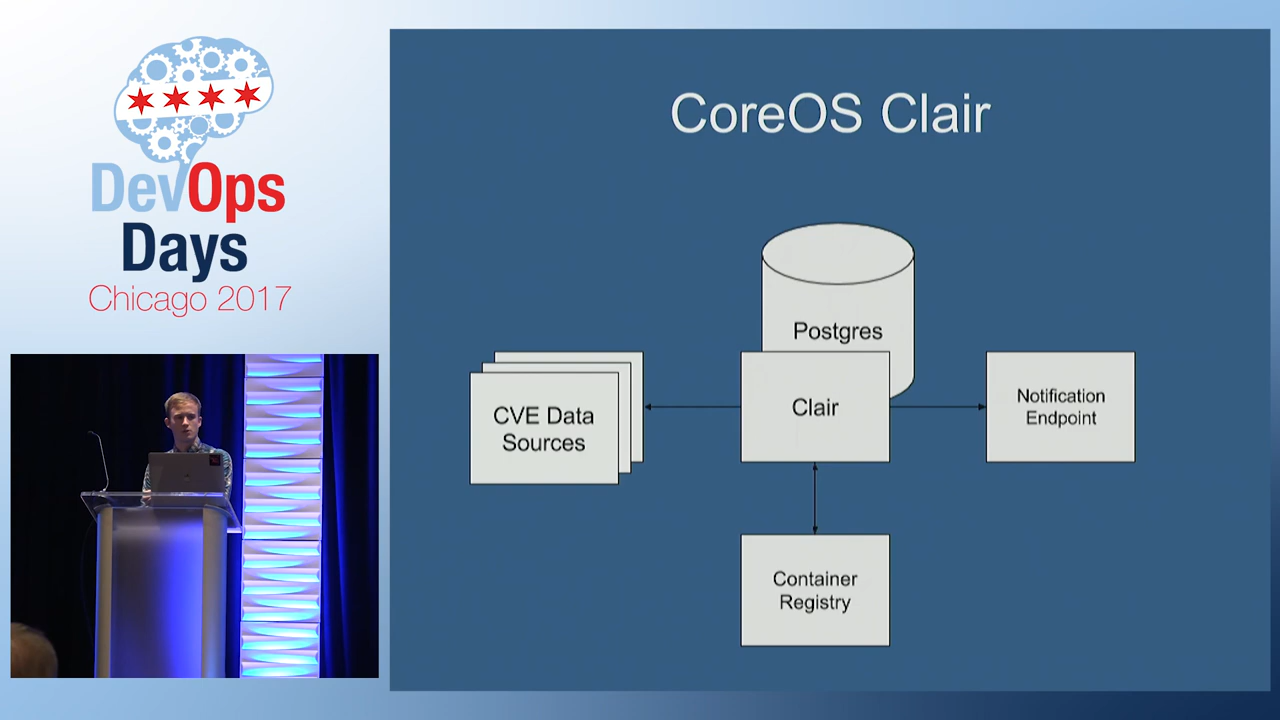 DevOps
Days
Chicago 2017
CoreOS Clair
Postgres
CVE Data
Sources
Clair
Notification
Endpoint
Container
Registry